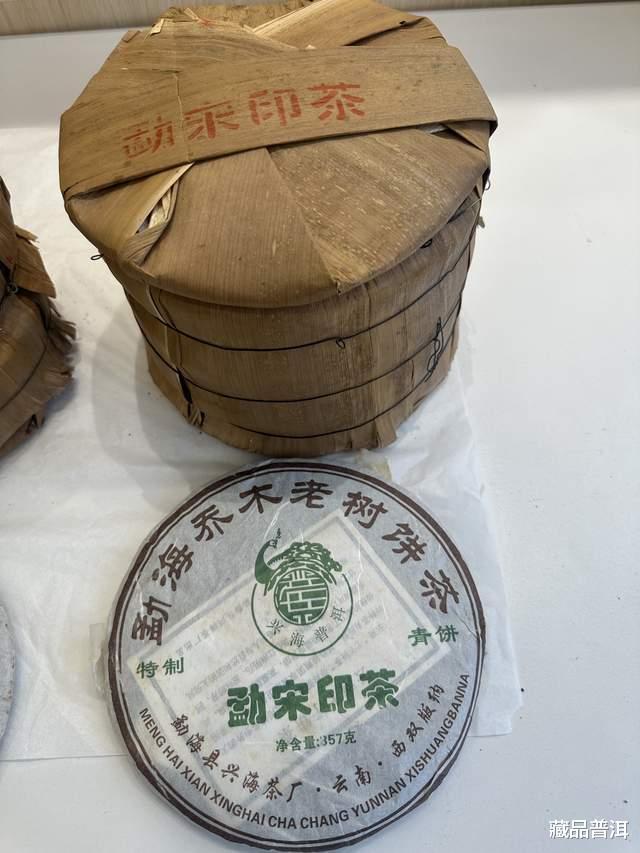 勐宋印茶
勐海乔木老树饼茶
兴海普洱
特制
青饼
勐宋印茶
净含量:357克
勐海县兴海茶厂·云南·西双版纳
MENG HAI XIAN XINGHAI CHA CHANG YUNNAN XISHUANGBANNA
藏品普洱